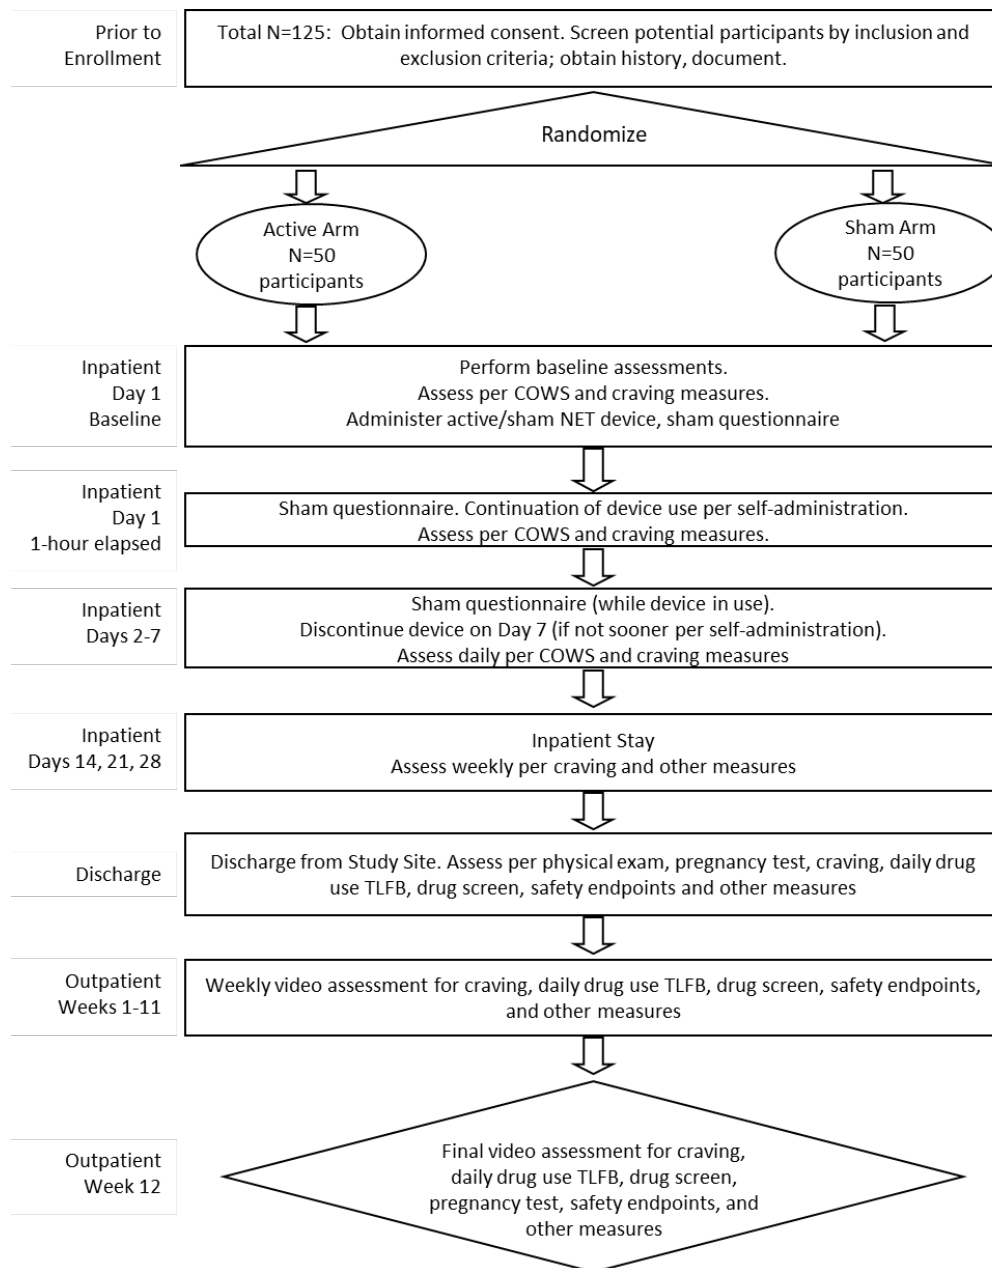 Prior to
Enrollment
Total N=125:  Obtain informed consent. Screen potential participants by inclusion and
exclusion criteria; obtain history, document.
Randomize
Active Arm
N=50
participants
Sham Arm
N=50
participants
Inpatient
Day 1
Baseline
Perform baseline assessments.
Assess per COWS and craving measures.
Administer active/sham NET device, sham questionnaire
Inpatient
Day 1
1-hour elapsed
Sham questionnaire. Continuation of device use per self-administration.
Assess per COWS and craving measures.
Inpatient
Days 2-7
Sham questionnaire (while device in use).
Discontinue device on Day 7 (if not sooner per self-administration).
Assess daily per COWS and craving measures
Inpatient
Days 14, 21, 28
Inpatient Stay
Assess weekly per craving and other measures
Discharge
Discharge from Study Site. Assess per physical exam, pregnancy test, craving, daily drug
use TLFB, drug screen, safety endpoints and other measures
Outpatient
Weeks 1-11
Weekly video assessment for craving, daily drug use TLFB, drug screen, safety endpoints,
and other measures
Outpatient
Week 12
Final video assessment for craving,
daily drug use TLFB, drug screen,
pregnancy test, safety endpoints, and
other measures